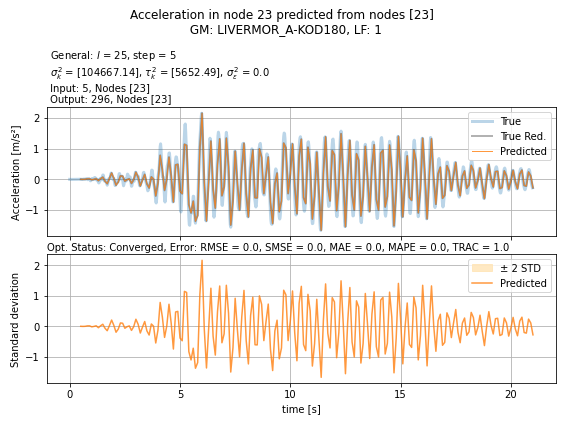 Acceleration in node 23 predicted from nodes [23]
GM: LIVERMOR_A-KOD180, LF: 1
General: l = 25, step = 5
σ²ₖ = [104667.14], τ²ₖ = [5652.49], σ²ᵋ = 0.0
Input: 5, Nodes [23]
Output: 296, Nodes [23]
True
True Red.
Predicted
Acceleration [m/s²]
2
1
0
−1
Opt. Status: Converged, Error: RMSE = 0.0, SMSE = 0.0, MAE = 0.0, MAPE = 0.0, TRAC = 1.0
± 2 STD
Predicted
Standard deviation
2
1
0
−1
0 5 10 15 20
time [s]